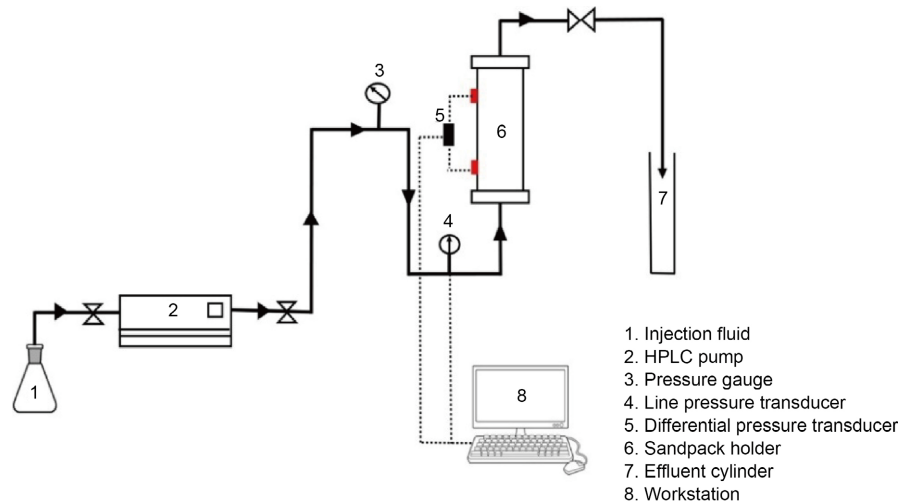 3
5
6
4
7
2
1
8
1. Injection fluid
2. HPLC pump
3. Pressure gauge
4. Line pressure transducer
5. Differential pressure transducer
6. Sandpack holder
7. Effluent cylinder
8. Workstation